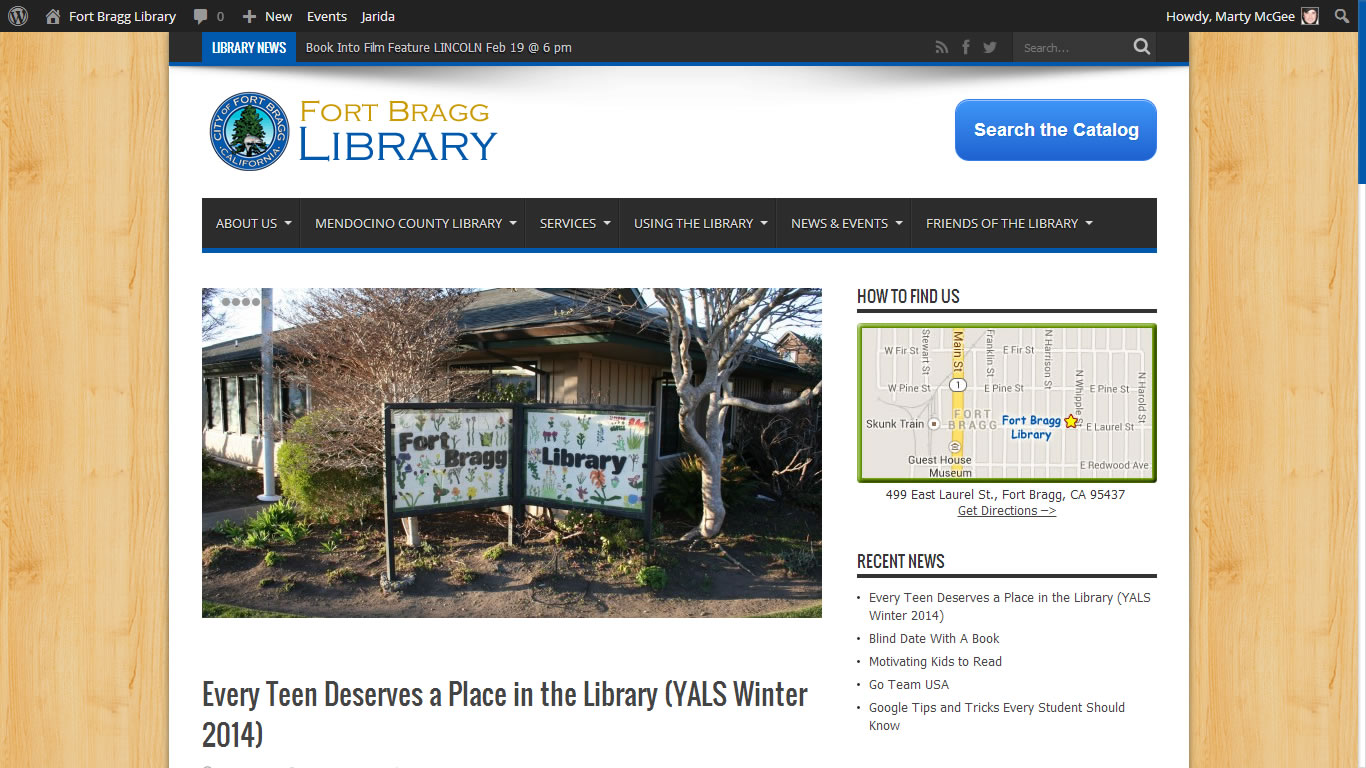 Fort Bragg Library 0 New Events Jarida Howdy, Marty McGee
LIBRARY NEWS Book Into Film Feature LINCOLN Feb 19 @ 6 pm Search...
CITY OF FORT BRAGG
CALIFORNIA
FORT BRAGG
LIBRARY
Search the Catalog
ABOUT US MENDOCINO COUNTY LIBRARY SERVICES USING THE LIBRARY NEWS & EVENTS FRIENDS OF THE LIBRARY
Fort
Bragg
Library
HOW TO FIND US
Stewart St
Main St
Franklin St
N Harrison St
N Whipple St
N Harold St
W Fir St E Fir St
W Pine St 1 E Pine St E Pine St
Skunk Train FORT
BRAGG
Fort Bragg
Library
E Laurel St
Guest House
Museum
E Redwood Ave
499 East Laurel St., Fort Bragg, CA 95437
Get Directions –>
RECENT NEWS
• Every Teen Deserves a Place in the Library (YALS
Winter 2014)
• Blind Date With A Book
• Motivating Kids to Read
• Go Team USA
• Google Tips and Tricks Every Student Should
Know
Every Teen Deserves a Place in the Library (YALS Winter
2014)